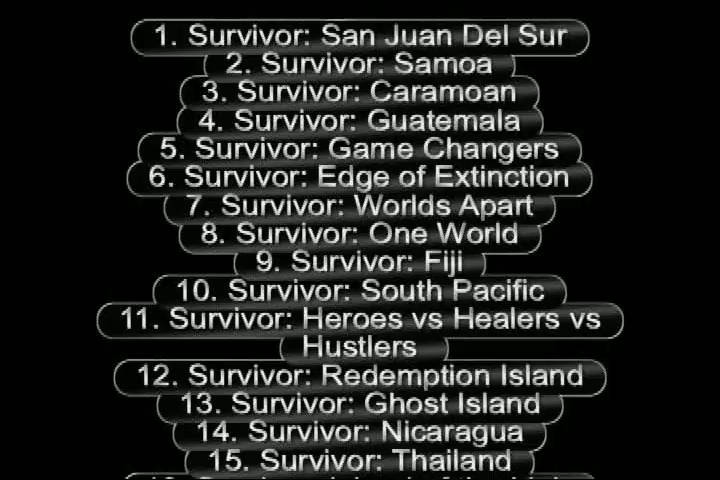 1. Survivor: San Juan Del Sur
2. Survivor: Samoa
3. Survivor: Caramoan
4. Survivor: Guatemala
5. Survivor: Game Changers
6. Survivor: Edge of Extinction
7. Survivor: Worlds Apart
8. Survivor: One World
9. Survivor: Fiji
10. Survivor: South Pacific
11. Survivor: Heroes vs Healers vs
Hustlers
12. Survivor: Redemption Island
13. Survivor: Ghost Island
14. Survivor: Nicaragua
15. Survivor: Thailand